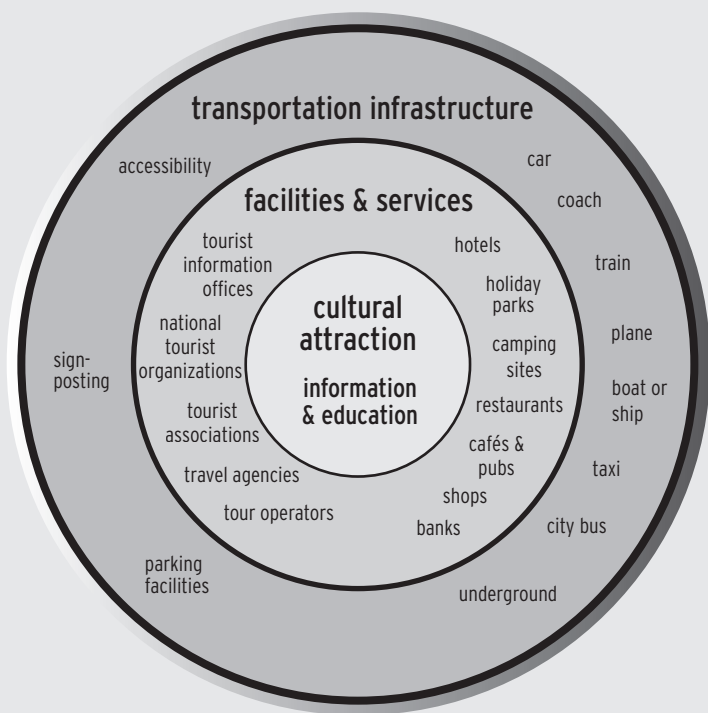 transportation infrastructure
accessibility
sign-
posting
parking
facilities
car
coach
train
plane
boat or
ship
taxi
city bus
underground
facilities & services
tourist
information
offices
national
tourist
organizations
tourist
associations
travel agencies
tour operators
hotels
holiday
parks
camping
sites
restaurants
cafés &
pubs
shops
banks
cultural
attraction
information
& education